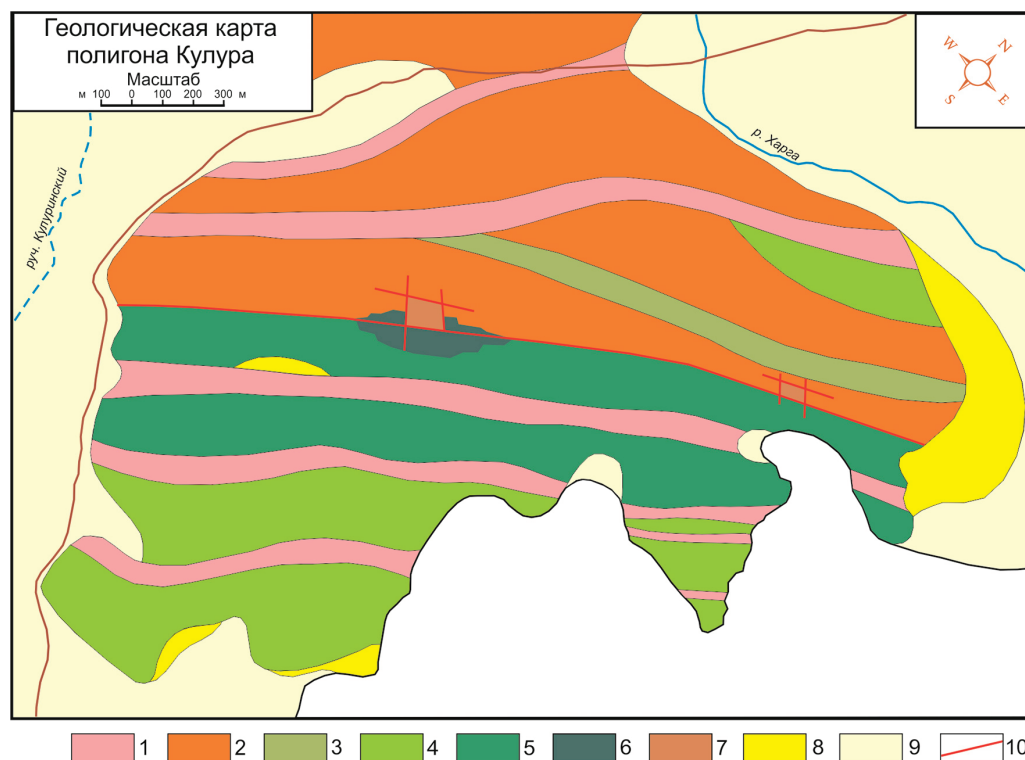 Геологическая карта
полигона Кулура
Масштаб
м 100 0 100 200 300 м
W N
S E
р. Харга
руч. Купуринский
1 2 3 4 5 6 7 8 9 10